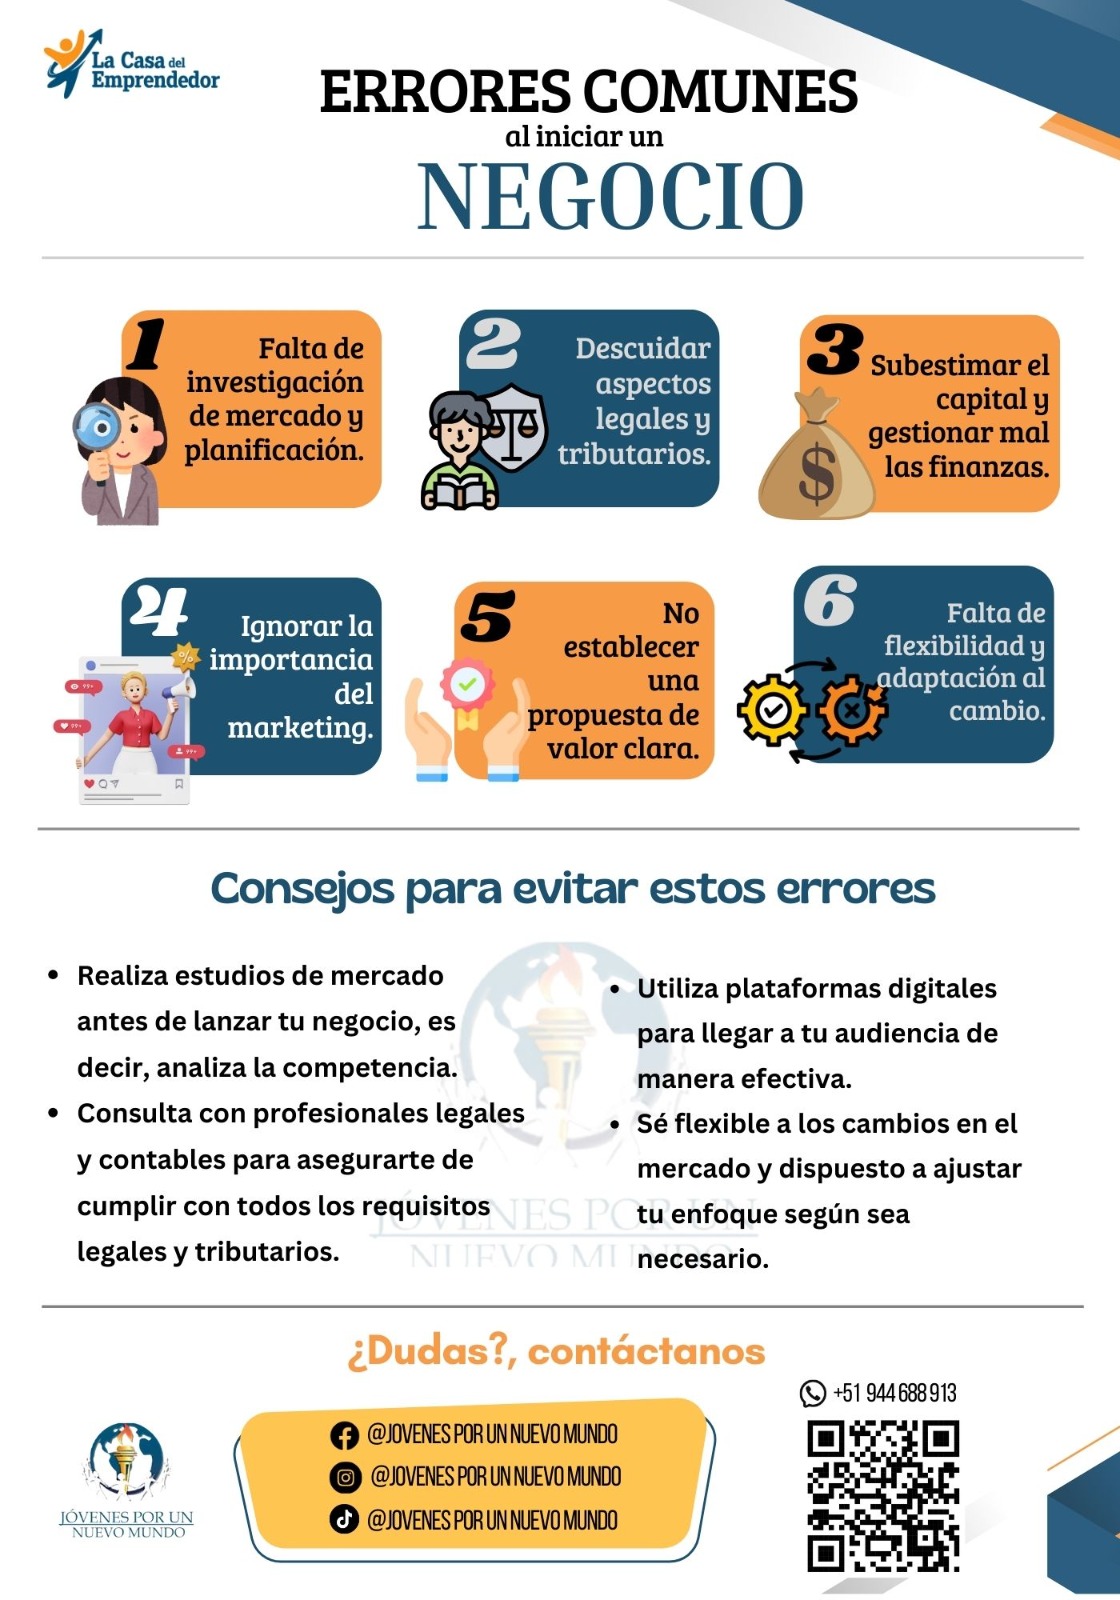 La Casa del
Emprendedor
ERRORES COMUNES
al iniciar un
NEGOCIO
1
Falta de
investigación
de mercado y
planificación.
2
Descuidar
aspectos
legales y
tributarios.
3
Subestimar el
capital y
gestionar mal
las finanzas.
$
4
Ignorar la
importancia
del
marketing.
%
99+
99+
99+
5
No
establecer
una
propuesta de
valor clara.
6
Falta de
flexibilidad y
adaptación al
cambio.
Consejos para evitar estos errores
• Realiza estudios de mercado
antes de lanzar tu negocio, es
decir, analiza la competencia.
• Consulta con profesionales legales
y contables para asegurarte de
cumplir con todos los requisitos
legales y tributarios.
• Utiliza plataformas digitales
para llegar a tu audiencia de
manera efectiva.
• Sé flexible a los cambios en el
mercado y dispuesto a ajustar
tu enfoque según sea
necesario.
JÓVENES POR UN
NUEVO MUNDO
¿Dudas?, contáctanos
+51 944 688 913
@JOVENES POR UN NUEVO MUNDO
@JOVENES POR UN NUEVO MUNDO
@JOVENES POR UN NUEVO MUNDO
JÓVENES POR UN
NUEVO MUNDO